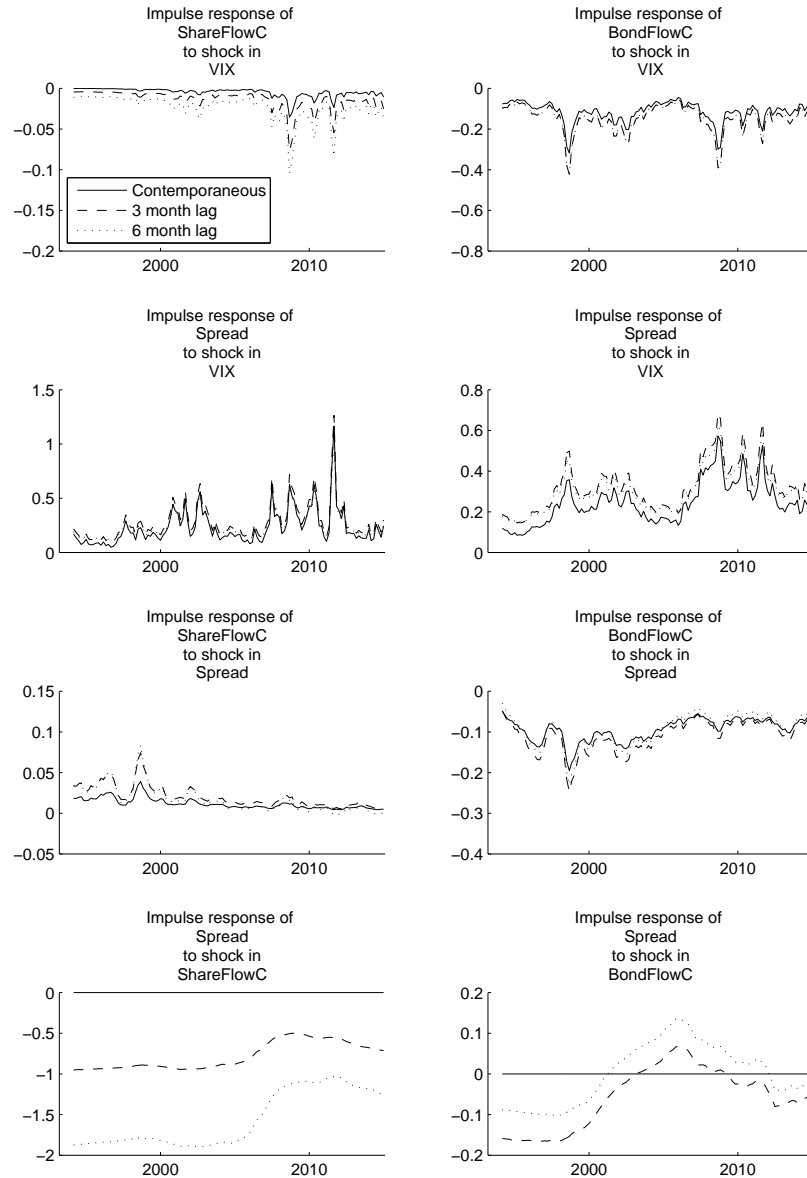 Impulse response of
ShareFlowC
to shock in
VIX
0
−0.05
−0.1
−0.15
−0.2
2000
2010
Contemporaneous
3 month lag
6 month lag
Impulse response of
BondFlowC
to shock in
VIX
0
−0.2
−0.4
−0.6
−0.8
2000
2010
Impulse response of
Spread
to shock in
VIX
1.5
1
0.5
0
2000
2010
Impulse response of
Spread
to shock in
VIX
0.8
0.6
0.4
0.2
0
2000
2010
Impulse response of
ShareFlowC
to shock in
Spread
0.15
0.1
0.05
0
−0.05
2000
2010
Impulse response of
BondFlowC
to shock in
Spread
0
−0.1
−0.2
−0.3
−0.4
2000
2010
Impulse response of
Spread
to shock in
ShareFlowC
0
−0.5
−1
−1.5
−2
2000
2010
Impulse response of
Spread
to shock in
BondFlowC
0.2
0.1
0
−0.1
−0.2
2000
2010